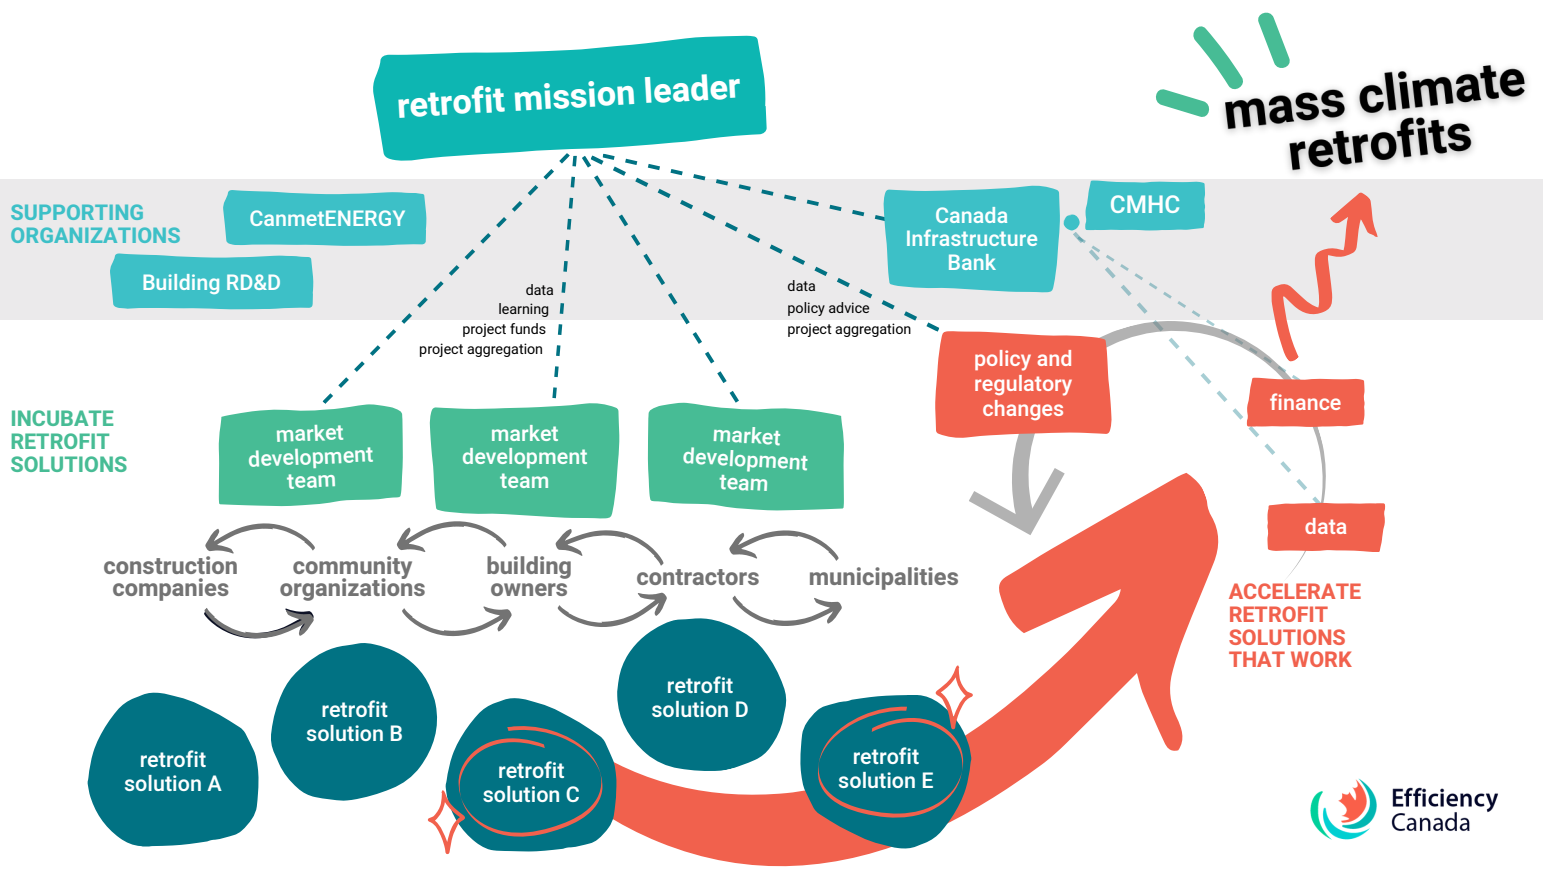 retrofit mission leader
mass climate
retrofits
SUPPORTING
ORGANIZATIONS
CanmetENERGY
Building RD&D
Canada
Infrastructure
Bank
CMHC
data
learning
project funds
project aggregation
data
policy advice
project aggregation
policy and
regulatory
changes
finance
data
INCUBATE
RETROFIT
SOLUTIONS
market
development
team
market
development
team
market
development
team
construction
companies
community
organizations
building
owners
contractors
municipalities
ACCELERATE
RETROFIT
SOLUTIONS
THAT WORK
retrofit
solution A
retrofit
solution B
retrofit
solution C
retrofit
solution D
retrofit
solution E
Efficiency
Canada